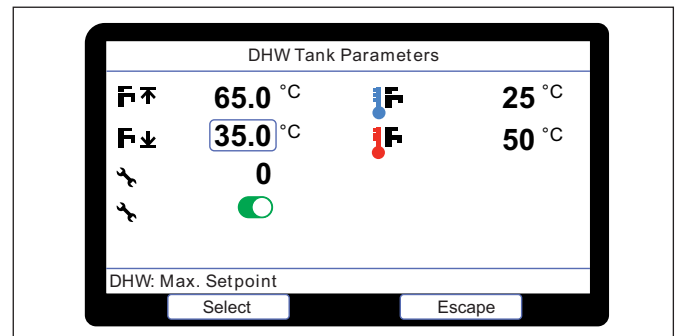 DHW Tank Parameters
65.0 °C 25 °C
35.0 °C 50 °C
0
DHW: Max. Setpoint
Select Escape